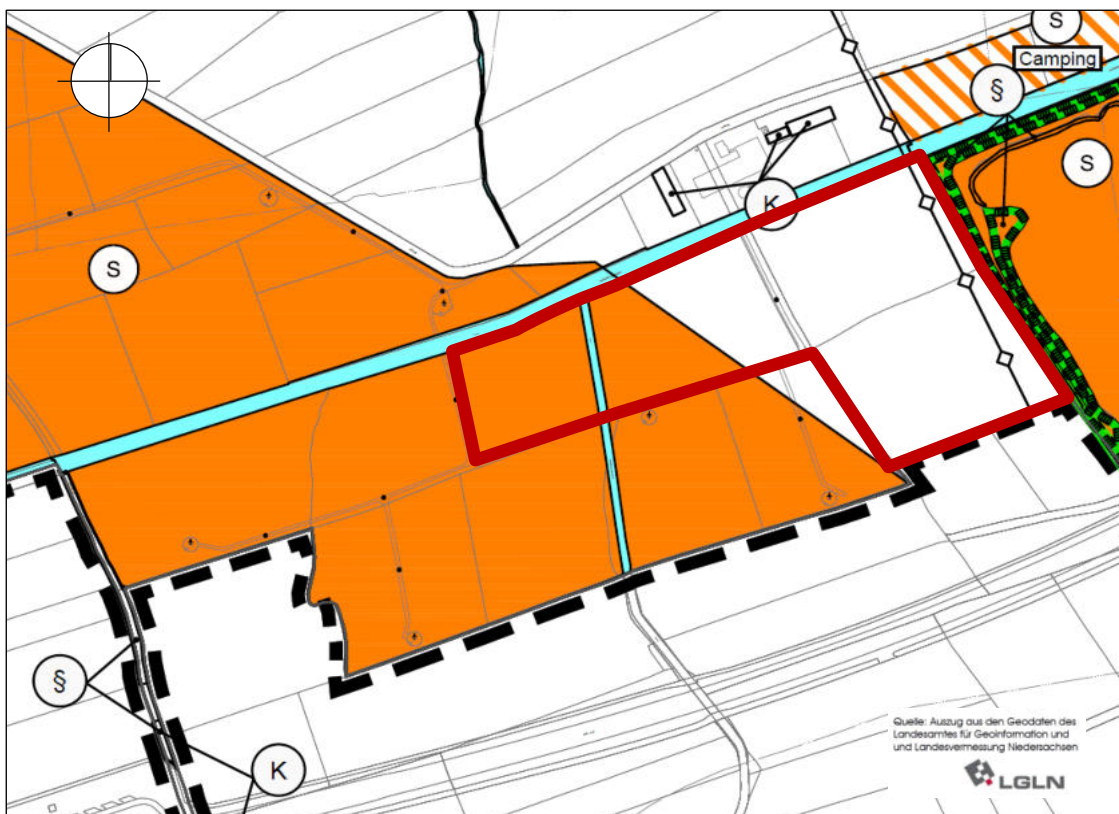 S
Camping
§
S
K
S
§
K
Quelle: Auszug aus den Geodaten des
Landesamtes für Geoinformation und
und Landesvermessung Niedersachsen
LGLN